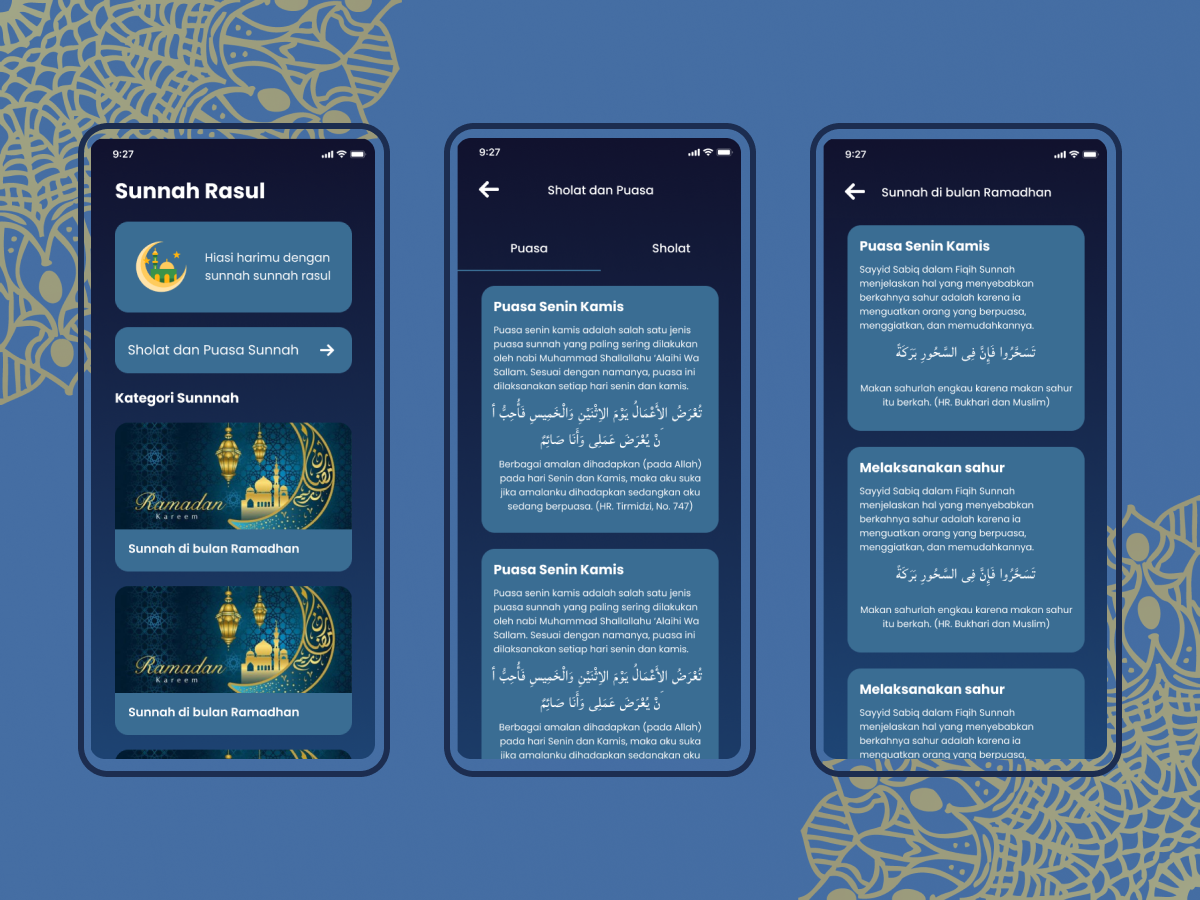 9:27
Sunnah Rasul
Hiasi harimu dengan
sunnah sunnah rasul
Sholat dan Puasa Sunnah
Kategori Sunnnah
Ramadan
Kareem
Sunnah di bulan Ramadhan
Ramadan
Kareem
Sunnah di bulan Ramadhan
9:27
Sholat dan Puasa
Puasa
Sholat
Puasa Senin Kamis
Puasa senin kamis adalah salah satu jenis
puasa sunnah yang paling sering dilakukan
oleh nabi Muhammad Shallallahu ‘Alaihi Wa
Sallam. Sesuai dengan namanya, puasa ini
dilaksanakan setiap hari senin dan kamis.
تُعْرَضُ الأَعْمَالُ يَوْمَ الاِثْنَيْنِ وَالْخَمِيسِ فَأُحِبُّ أَ
نْ يُعْرَضَ عَمَلِى وَأَنَا صَائِمٌ
Berbagai amalan dihadapkan (pada Allah)
pada hari Senin dan Kamis, maka aku suka
jika amalanku dihadapkan sedangkan aku
sedang berpuasa. (HR. Tirmidzi, No. 747)
Puasa Senin Kamis
Puasa senin kamis adalah salah satu jenis
puasa sunnah yang paling sering dilakukan
oleh nabi Muhammad Shallallahu ‘Alaihi Wa
Sallam. Sesuai dengan namanya, puasa ini
dilaksanakan setiap hari senin dan kamis.
تُعْرَضُ الأَعْمَالُ يَوْمَ الاِثْنَيْنِ وَالْخَمِيسِ فَأُحِبُّ أَ
نْ يُعْرَضَ عَمَلِى وَأَنَا صَائِمٌ
Berbagai amalan dihadapkan (pada Allah)
pada hari Senin dan Kamis, maka aku suka
jika amalanku dihadapkan sedangkan aku
9:27
Sunnah di bulan Ramadhan
Puasa Senin Kamis
Sayyid Sabiq dalam Fiqih Sunnah
menjelaskan hal yang menyebabkan
berkahnya sahur adalah karena ia
menguatkan orang yang berpuasa,
menggiatkan, dan memudahkannya.
تَسَحَّرُوا فَإِنَّ فِى السَّحُورِ بَرَكَةً
Makan sahurlah engkau karena makan sahur
itu berkah. (HR. Bukhari dan Muslim)
Melaksanakan sahur
Sayyid Sabiq dalam Fiqih Sunnah
menjelaskan hal yang menyebabkan
berkahnya sahur adalah karena ia
menguatkan orang yang berpuasa,
menggiatkan, dan memudahkannya.
تَسَحَّرُوا فَإِنَّ فِى السَّحُورِ بَرَكَةً
Makan sahurlah engkau karena makan sahur
itu berkah. (HR. Bukhari dan Muslim)
Melaksanakan sahur
Sayyid Sabiq dalam Fiqih Sunnah
menjelaskan hal yang menyebabkan
berkahnya sahur adalah karena ia
menguatkan orang yang berpuasa,